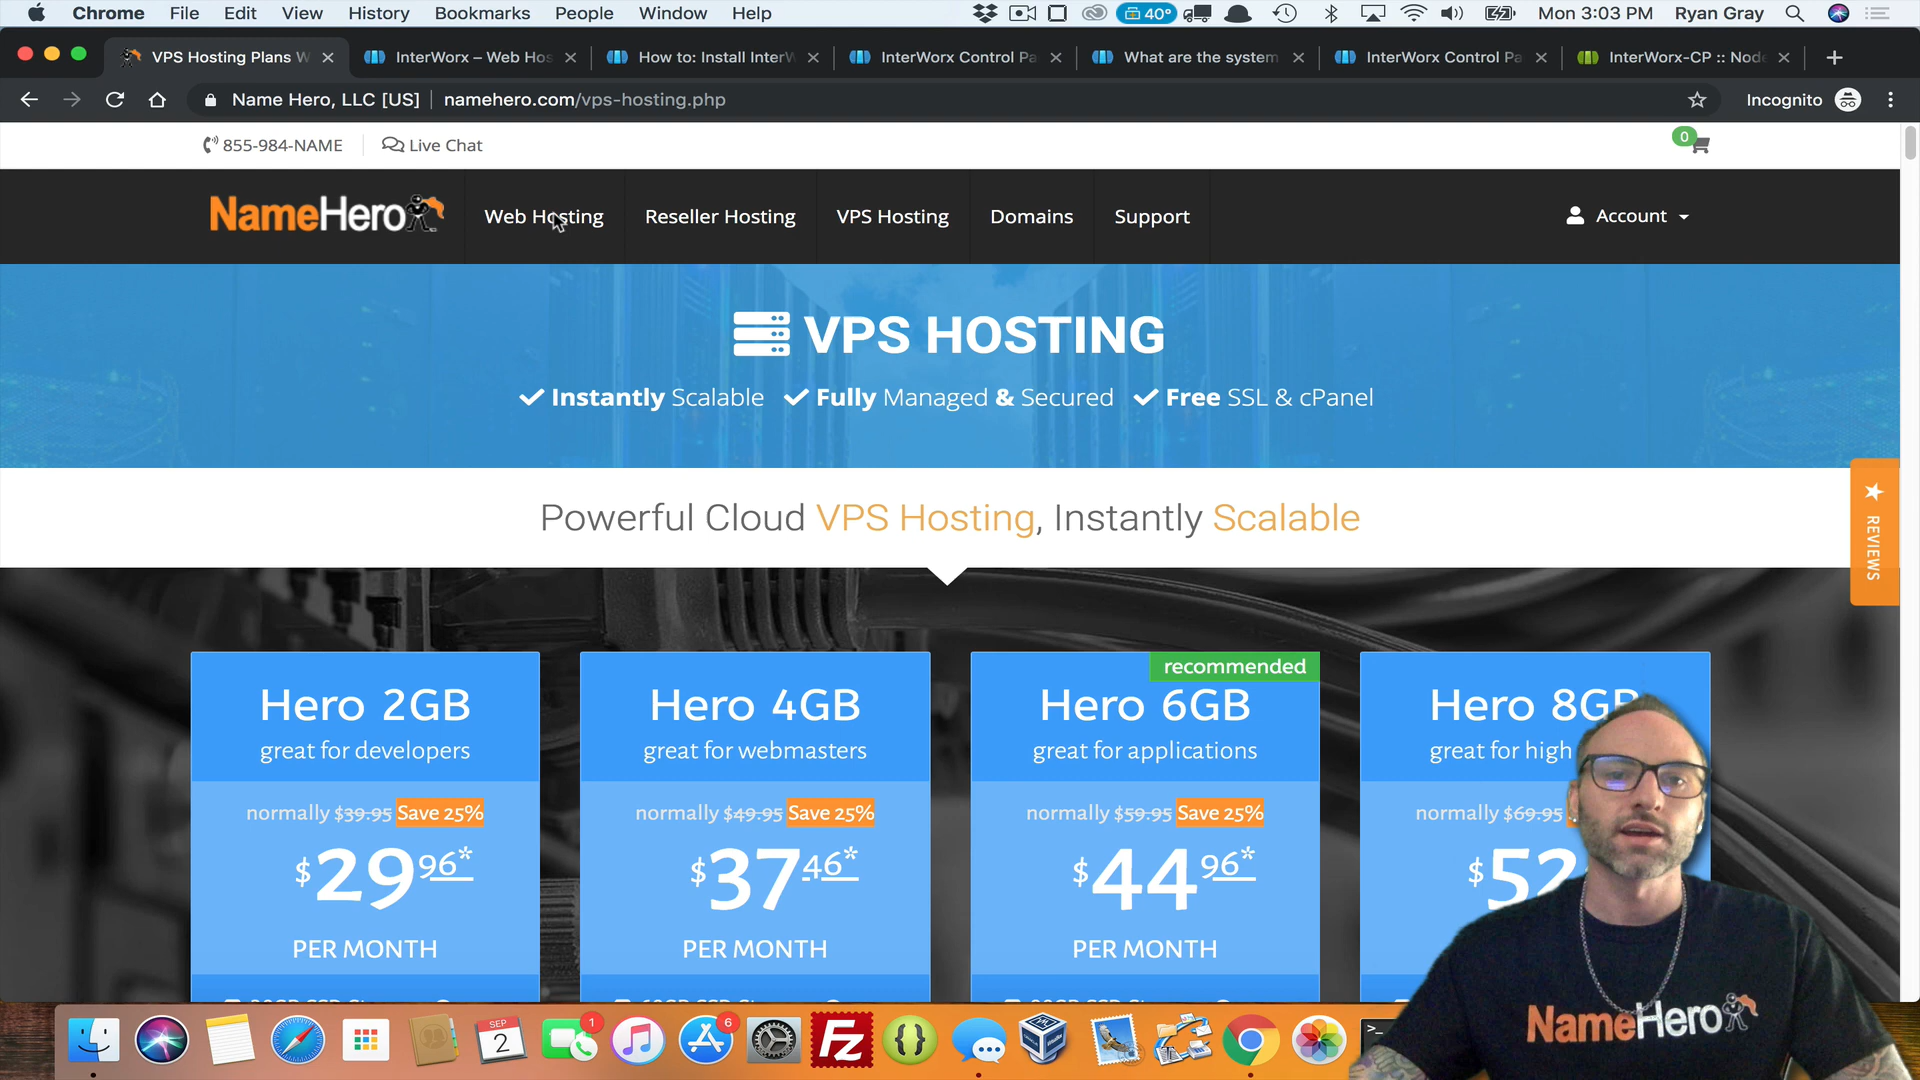 Chrome File Edit View History Bookmarks People Window Help 40° Mon 3:03 PM Ryan Gray
VPS Hosting Plans W InterWorx – Web Hos How to: Install InterW InterWorx Control Pa What are the system InterWorx Control Pa InterWorx-CP :: Node
Name Hero, LLC [US] namehero.com/vps-hosting.php Incognito
855-984-NAME Live Chat 0
NameHero Web Hosting Reseller Hosting VPS Hosting Domains Support Account
VPS HOSTING
Instantly Scalable Fully Managed & Secured Free SSL & cPanel
REVIEWS
Powerful Cloud VPS Hosting, Instantly Scalable
recommended
Hero 2GB Hero 4GB Hero 6GB Hero 8GB
great for developers great for webmasters great for applications great for high
normally $39.95 Save 25% normally $49.95 Save 25% normally $59.95 Save 25% normally $69.95
$29.96* $37.46* $44.96* $52
PER MONTH PER MONTH PER MONTH
NameHero
SEP
2
1
6
Fz
>_